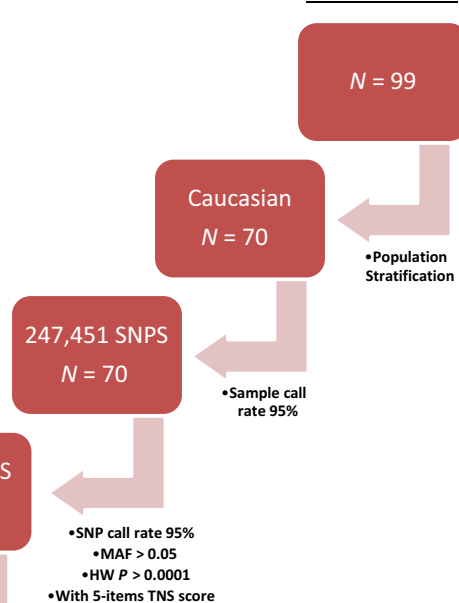 N = 99
•Population
Stratification
Caucasian
N = 70
•Sample call
rate 95%
247,451 SNPS
N = 70
•SNP call rate 95%
•MAF > 0.05
•HW P > 0.0001
•With 5-items TNS score
S